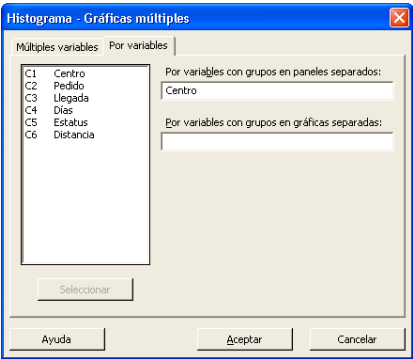 Histograma - Gráficas múltiples
Múltiples variables
Por variables
C1 Centro
C2 Pedido
C3 Llegada
C4 Días
C5 Estatus
C6 Distancia
Por variables con grupos en paneles separados:
Centro
Por variables con grupos en gráficas separadas:
Seleccionar
Ayuda
Aceptar
Cancelar